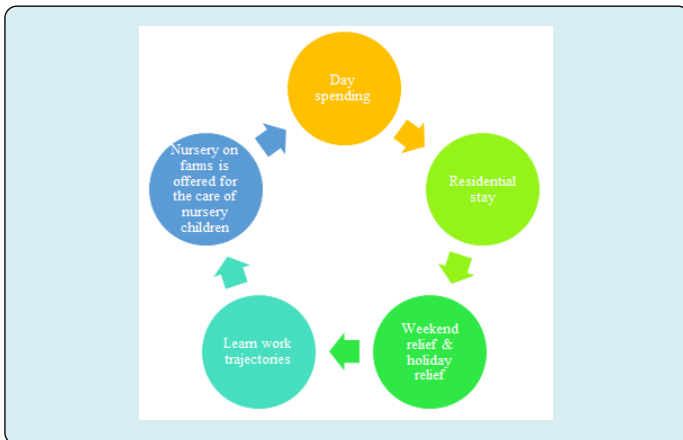 Day
spending
Residential
stay
Weekend
relief &
holiday
relief
Learn work
trajectories
Nursery on
farms is
offered for
the care of
nursery
children